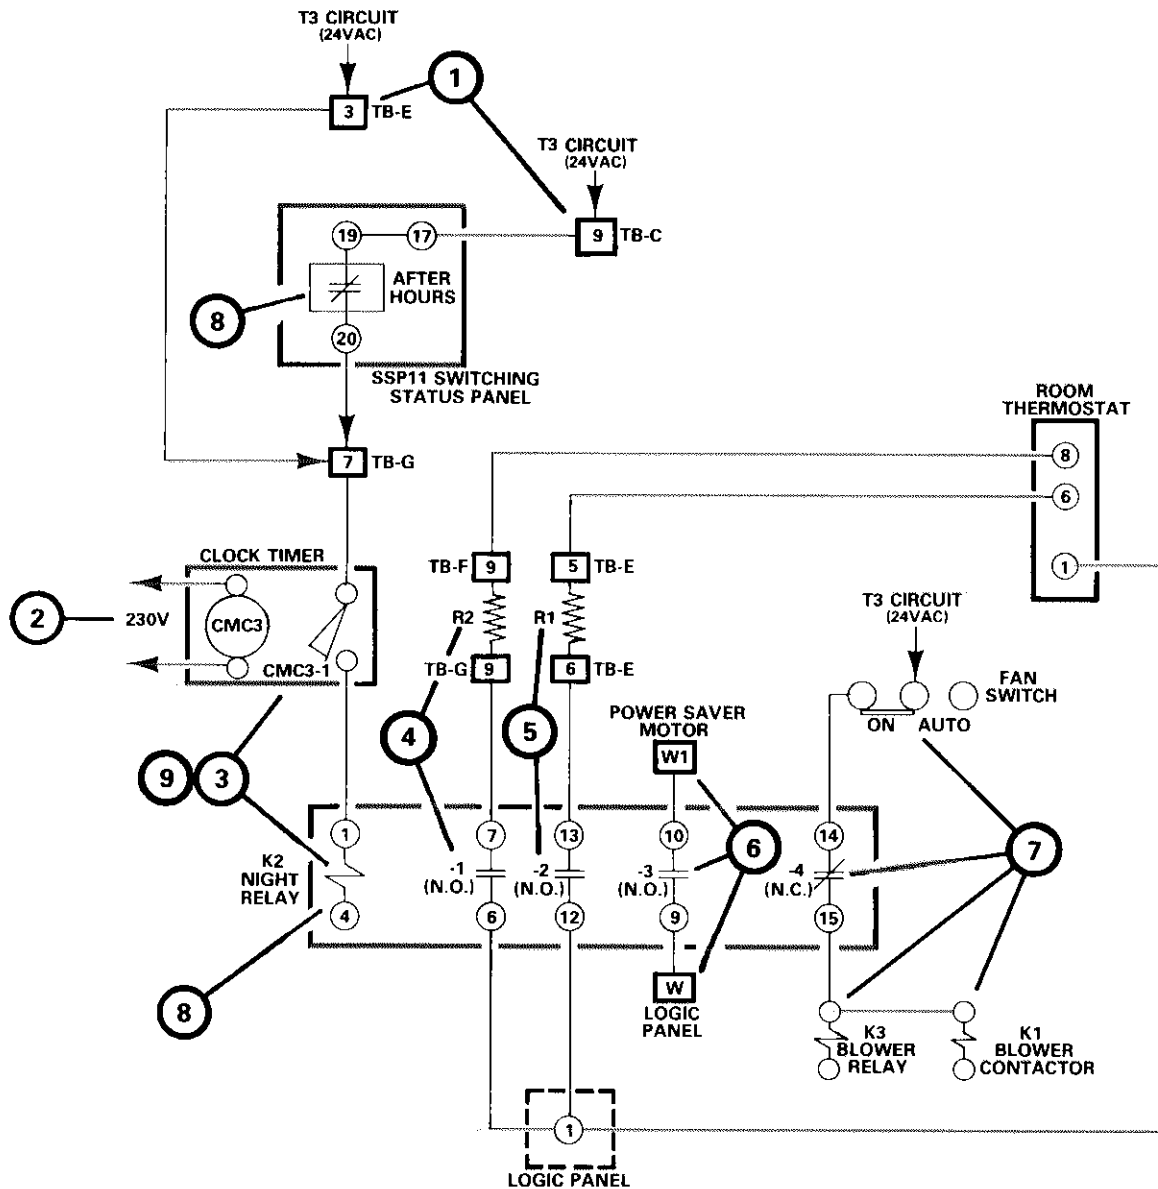 T3 CIRCUIT
(24VAC)
1
3 TB-E
T3 CIRCUIT
(24VAC)
19 17 9 TB-C
AFTER
HOURS
8
20
SSP11 SWITCHING
STATUS PANEL
ROOM
THERMOSTAT
7 TB-G
8
6
CLOCK TIMER
TB-F 9 5 TB-E
1
2 230V
CMC3
R2 R1
T3 CIRCUIT
(24VAC)
CMC3-1
TB-G 9 6 TB-E
FAN
SWITCH
ON AUTO
POWER SAVER
MOTOR
4 5
W1
9 3
1 7 13 10 14
6 7
K2
NIGHT
RELAY
-1
(N.O.)
-2
(N.O.)
-3
(N.O.)
-4
(N.C.)
4 6 12 9 15
W
8
LOGIC
PANEL
K3
BLOWER
RELAY
K1
BLOWER
CONTACTOR
1
LOGIC PANEL